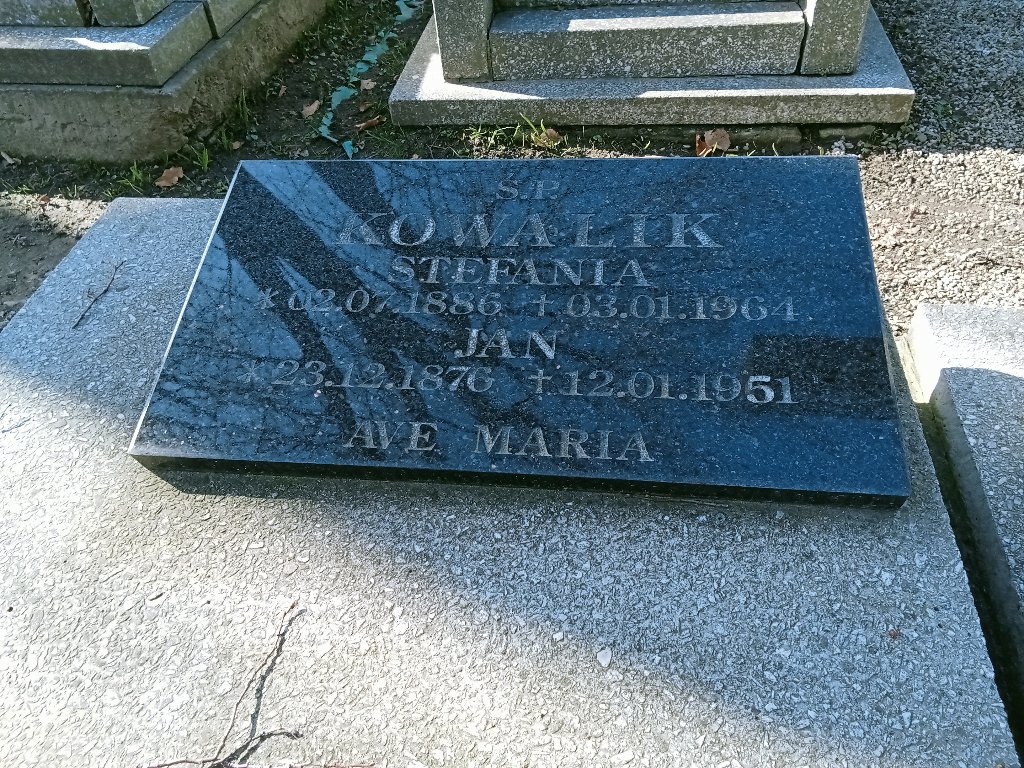 Ś.P.
KOWALIK
STEFANIA
* 02.07.1886 † 03.01.1964
JAN
* 23.12.1876 † 12.01.1951
AVE MARIA